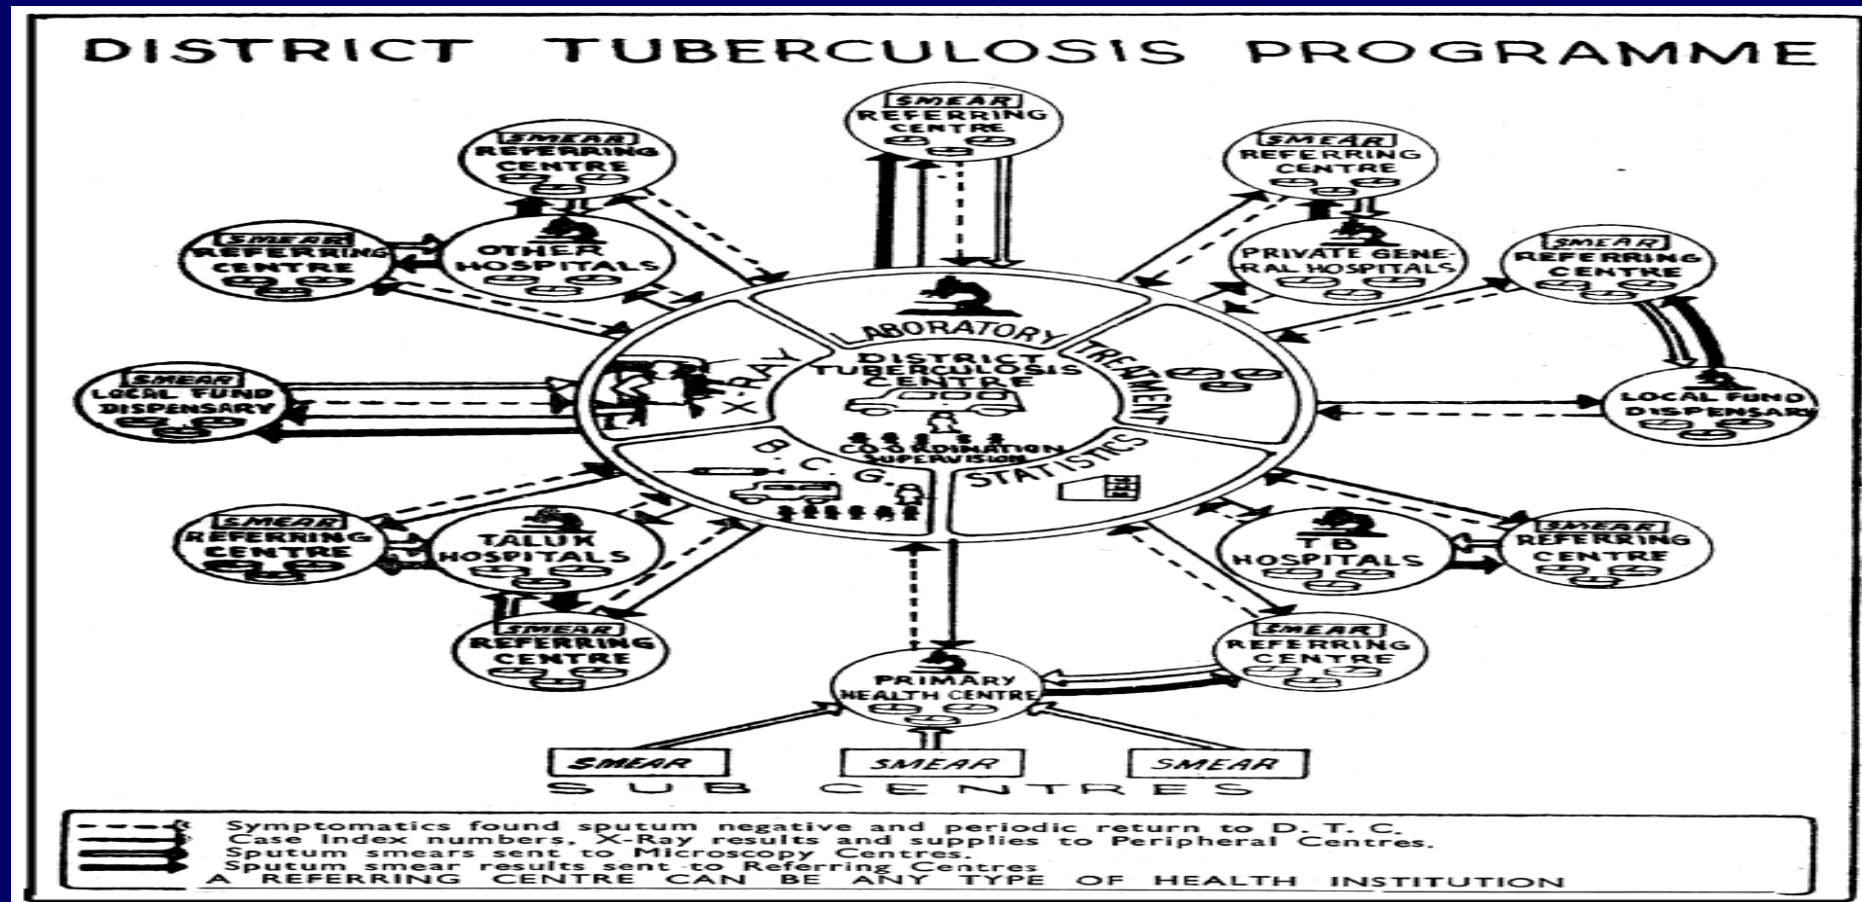 DISTRICT TUBERCULOSIS PROGRAMME
SMEAR
REFERRING
CENTRE
SMEAR
REFERRING
CENTRE
SMEAR
REFERRING
CENTRE
SMEAR
REFERRING
CENTRE
OTHER
HOSPITALS
PRIVATE GENE-
RAL HOSPITALS
SMEAR
REFERRING
CENTRE
LABORATORY
X-RAY
DISTRICT
TUBERCULOSIS
CENTRE
CO-ORDINATION
SUPERVISION
TREATMENT
B. C. G.
STATISTICS
SMEAR
LOCAL FUND
DISPENSARY
LOCAL FUND
DISPENSARY
SMEAR
REFERRING
CENTRE
TALUK
HOSPITALS
T B
HOSPITALS
SMEAR
REFERRING
CENTRE
SMEAR
REFERRING
CENTRE
PRIMARY
HEALTH CENTRE
SMEAR
REFERRING
CENTRE
SMEAR
SMEAR
SMEAR
SUB CENTRES
Symptomatics found sputum negative and periodic return to D. T. C.
Case Index numbers, X-Ray results and supplies to Peripheral Centres.
Sputum smears sent to Microscopy Centres.
Sputum smear results sent to Referring Centres
A REFERRING CENTRE CAN BE ANY TYPE OF HEALTH INSTITUTION